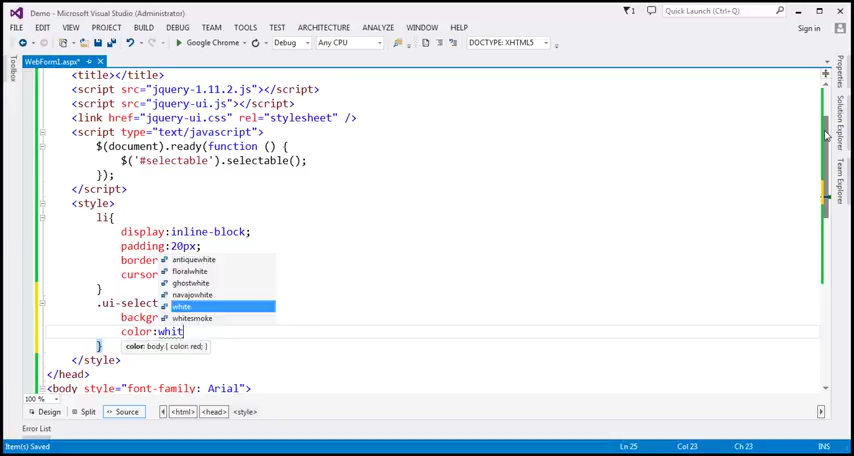 Demo - Microsoft Visual Studio (Administrator)
1
Quick Launch (Ctrl+Q)
FILE EDIT VIEW PROJECT BUILD DEBUG TEAM TOOLS TEST ARCHITECTURE ANALYZE WINDOW HELP
Sign in
Google Chrome Debug Any CPU DOCTYPE: XHTML5
Toolbox
WebForm1.aspx*
Properties
Solution Explorer
Team Explorer
<title></title>
<script src="jquery-1.11.2.js"></script>
<script src="jquery-ui.js"></script>
<link href="jquery-ui.css" rel="stylesheet" />
<script type="text/javascript">
$(document).ready(function () {
$('#selectable').selectable();
});
</script>
<style>
li{
display:inline-block;
padding:20px;
border
antiquewhite
floralwhite
cursor
ghostwhite
}
navajowhite
.ui-select
white
backgr
whitesmoke
color:whit
}
color: body { color: red; }
</style>
</head>
<body style="font-family: Arial">
100 %
Design Split Source <html> <head> <style>
Error List
Item(s) Saved Ln 25 Col 23 Ch 23 INS